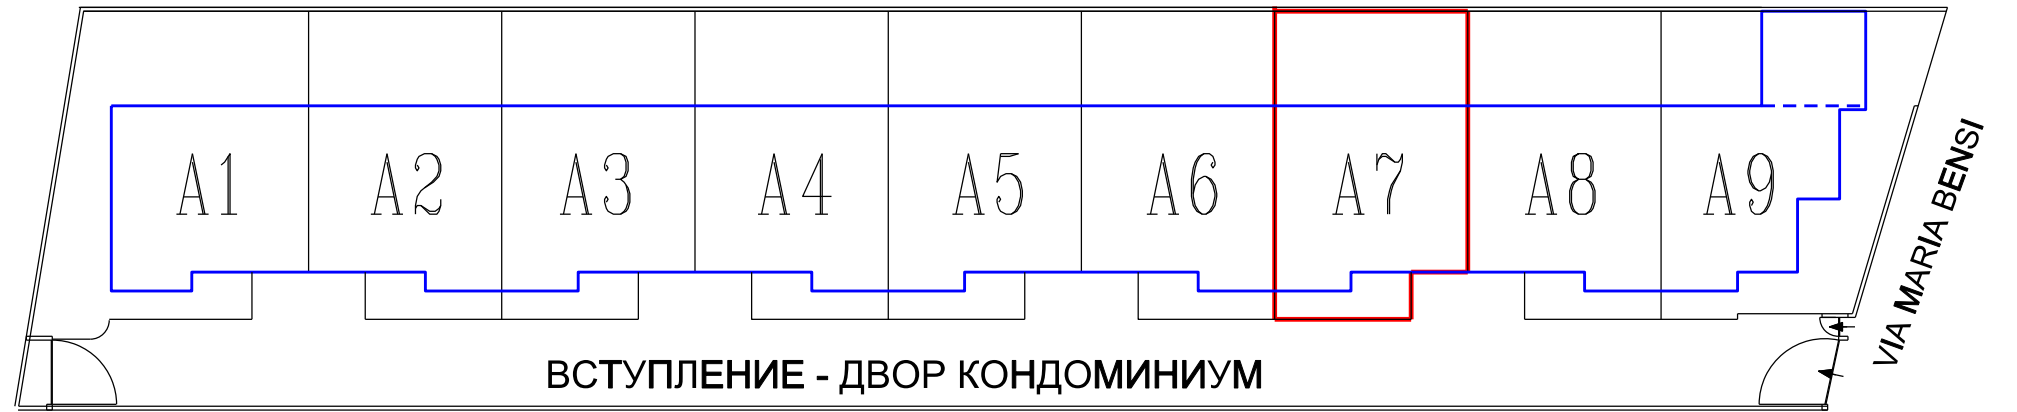 A1 A2 A3 A4 A5 A6 A7 A8 A9
VIA MARIA BENSI
ВСТУПЛЕНИЕ - ДВОР КОНДОМИНИУМ